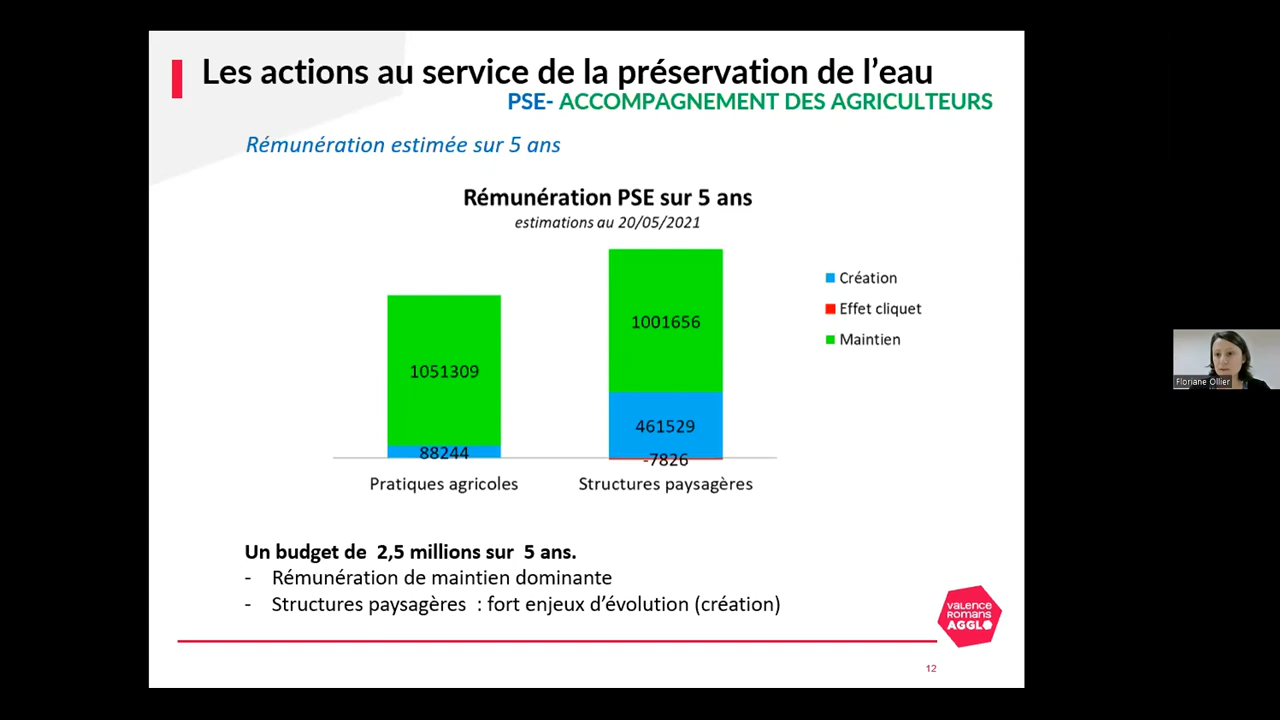 Les actions au service de la préservation de l'eau
PSE- ACCOMPAGNEMENT DES AGRICULTEURS
Rémunération estimée sur 5 ans
Rémunération PSE sur 5 ans
estimations au 20/05/2021
1051309
88244
1001656
461529
-7826
Pratiques agricoles
Structures paysagères
Création
Effet cliquet
Maintien
Un budget de 2,5 millions sur 5 ans.
- Rémunération de maintien dominante
- Structures paysagères : fort enjeux d'évolution (création)
VALENCE
ROMANS
AGGLO
12
Floriane Ollier